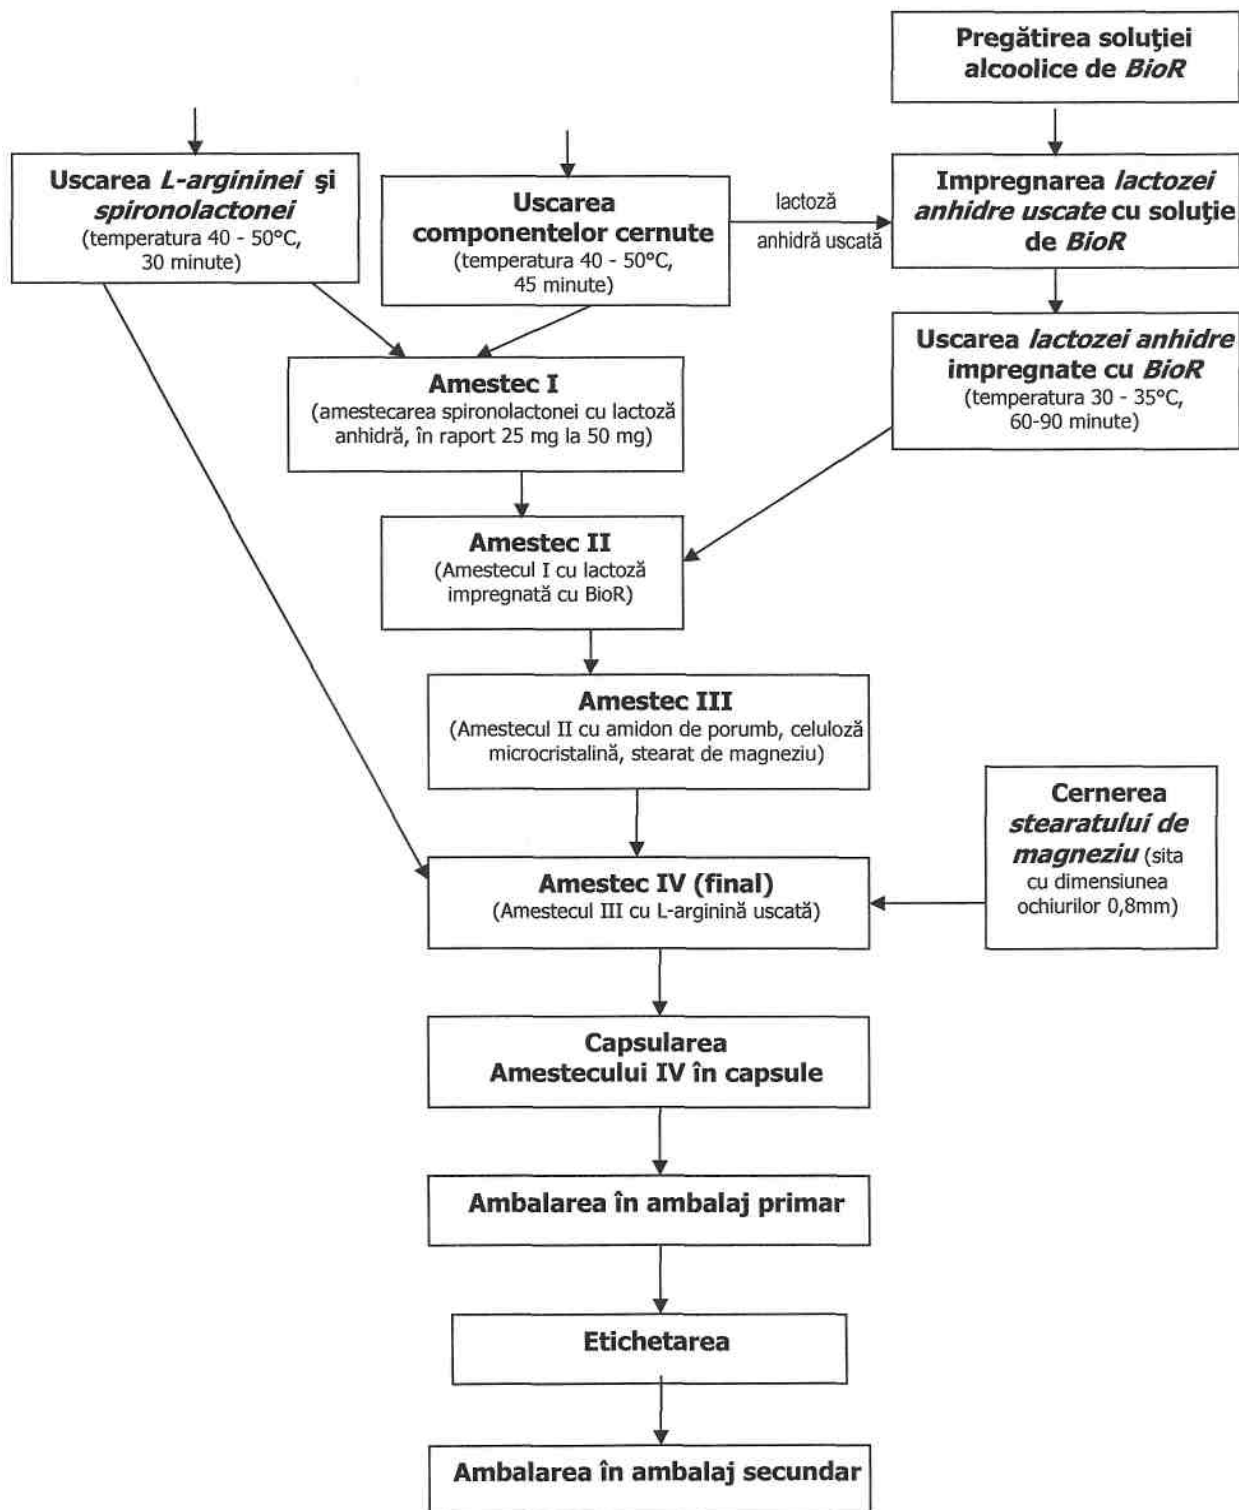 Pregătirea soluţiei
alcoolice de BioR
Uscarea L-argininei şi
spironolactonei
(temperatura 40 - 50°C,
30 minute)
Uscarea
componentelor cernute
(temperatura 40 - 50°C,
45 minute)
lactoză
anhidră uscată
Impregnarea lactozei
anhidre uscate cu soluţie
de BioR
Uscarea lactozei anhidre
impregnate cu BioR
(temperatura 30 - 35°C,
60-90 minute)
Amestec I
(amestecarea spironolactonei cu lactoză
anhidră, în raport 25 mg la 50 mg)
Amestec II
(Amestecul I cu lactoză
impregnată cu BioR)
Amestec III
(Amestecul II cu amidon de porumb, celuloză
microcristalină, stearat de magneziu)
Cernerea
stearatului de
magneziu (sita
cu dimensiunea
ochiurilor 0,8mm)
Amestec IV (final)
(Amestecul III cu L-arginină uscată)
Capsularea
Amestecului IV în capsule
Ambalarea în ambalaj primar
Etichetarea
Ambalarea în ambalaj secundar